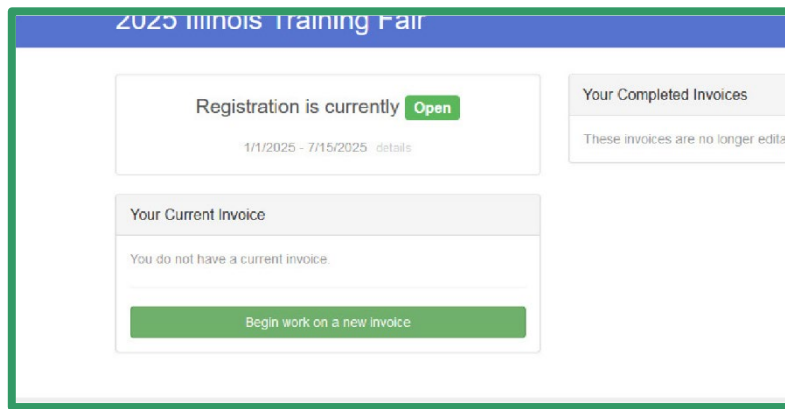 2025 Illinois Training Fair
Registration is currently Open
1/1/2025 - 7/15/2025 details
Your Current Invoice
You do not have a current invoice.
Begin work on a new invoice
Your Completed Invoices
These invoices are no longer